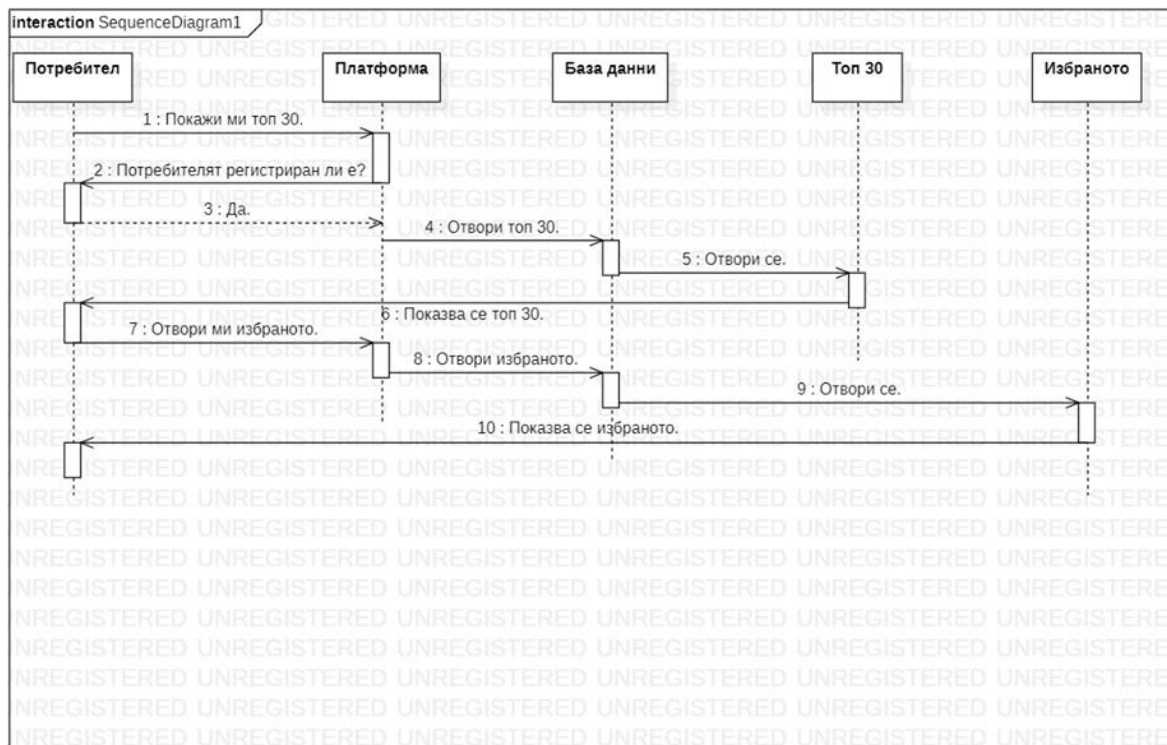 interaction SequenceDiagram1
Потребител
Платформа
База данни
Топ 30
Избраното
1 : Покажи ми топ 30.
2 : Потребителят регистриран ли е?
3 : Да.
4 : Отвори топ 30.
5 : Отвори се.
6 : Показва се топ 30.
7 : Отвори ми избраното.
8 : Отвори избраното.
9 : Отвори се.
10 : Показва се избраното.
UNREGISTERED